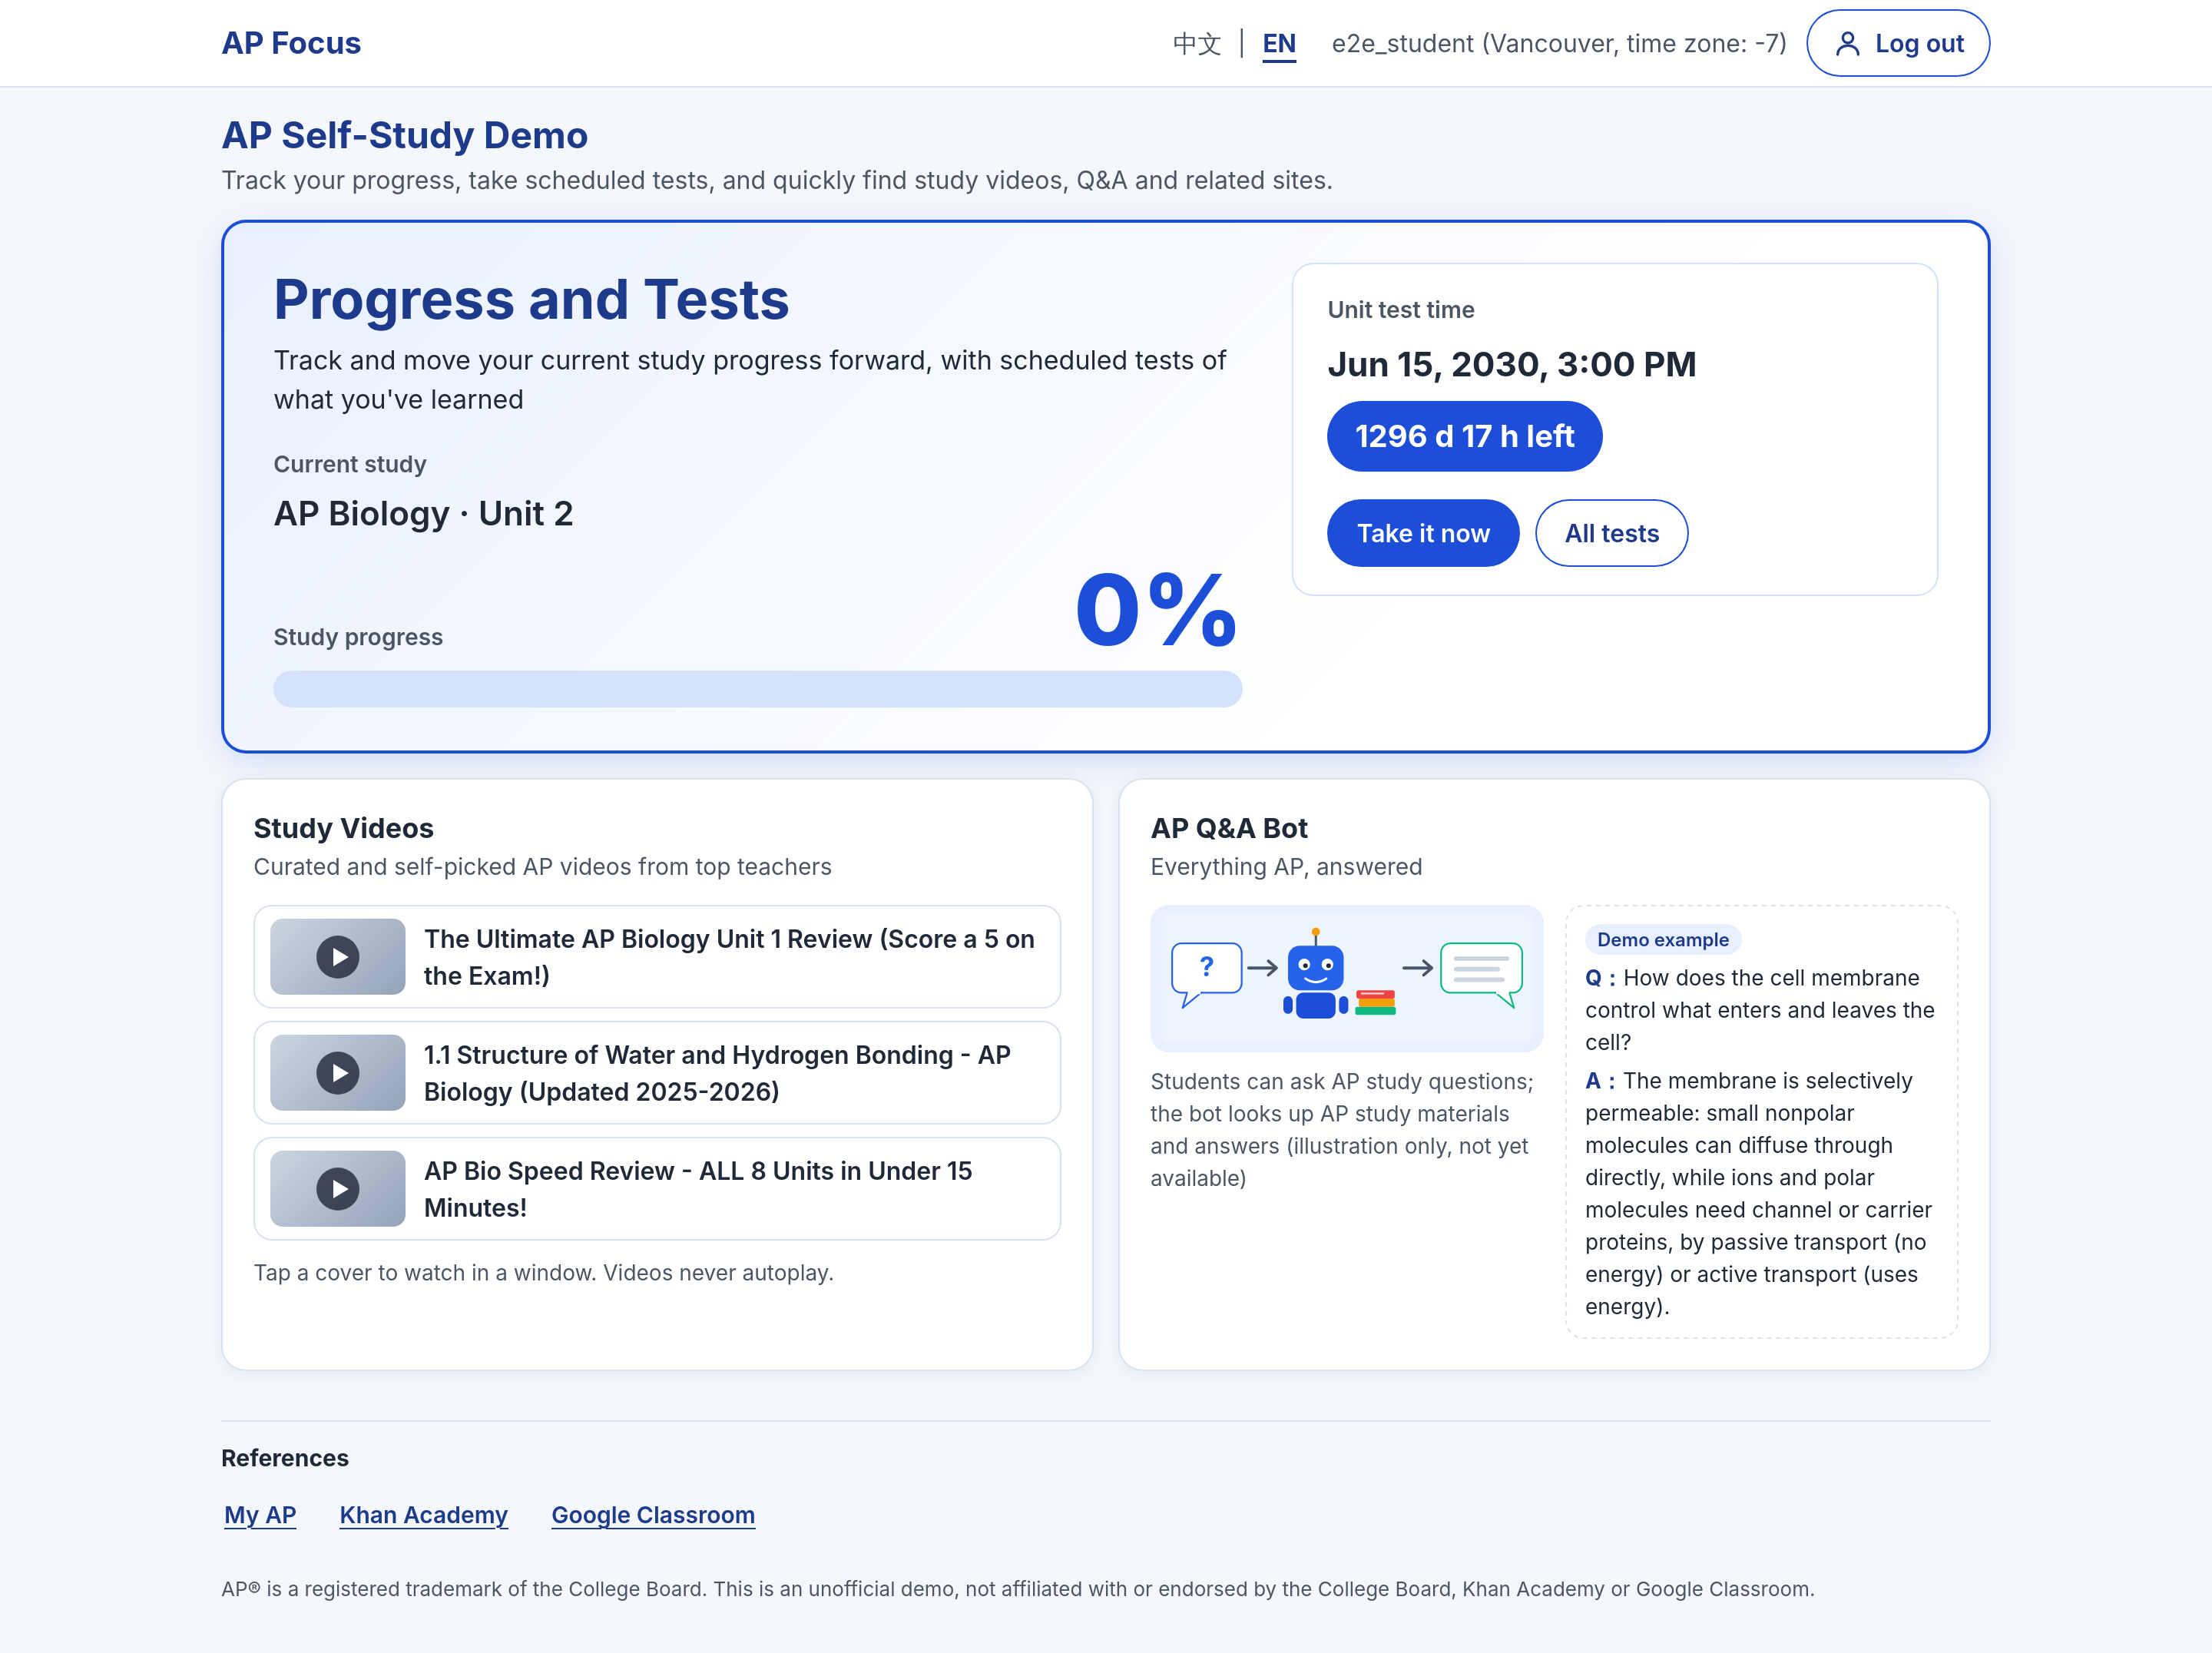 AP Focus
中文 | EN e2e_student (Vancouver, time zone: -7) Log out
AP Self-Study Demo
Track your progress, take scheduled tests, and quickly find study videos, Q&A and related sites.
Progress and Tests
Track and move your current study progress forward, with scheduled tests of
what you've learned
Current study
AP Biology · Unit 2
Study progress
0%
Unit test time
Jun 15, 2030, 3:00 PM
1296 d 17 h left
Take it now
All tests
Study Videos
Curated and self-picked AP videos from top teachers
The Ultimate AP Biology Unit 1 Review (Score a 5 on
the Exam!)
1.1 Structure of Water and Hydrogen Bonding - AP
Biology (Updated 2025-2026)
AP Bio Speed Review - ALL 8 Units in Under 15
Minutes!
Tap a cover to watch in a window. Videos never autoplay.
AP Q&A Bot
Everything AP, answered
?
Students can ask AP study questions;
the bot looks up AP study materials
and answers (illustration only, not yet
available)
Demo example
Q：How does the cell membrane
control what enters and leaves the
cell?
A：The membrane is selectively
permeable: small nonpolar
molecules can diffuse through
directly, while ions and polar
molecules need channel or carrier
proteins, by passive transport (no
energy) or active transport (uses
energy).
References
My AP
Khan Academy
Google Classroom
AP® is a registered trademark of the College Board. This is an unofficial demo, not affiliated with or endorsed by the College Board, Khan Academy or Google Classroom.